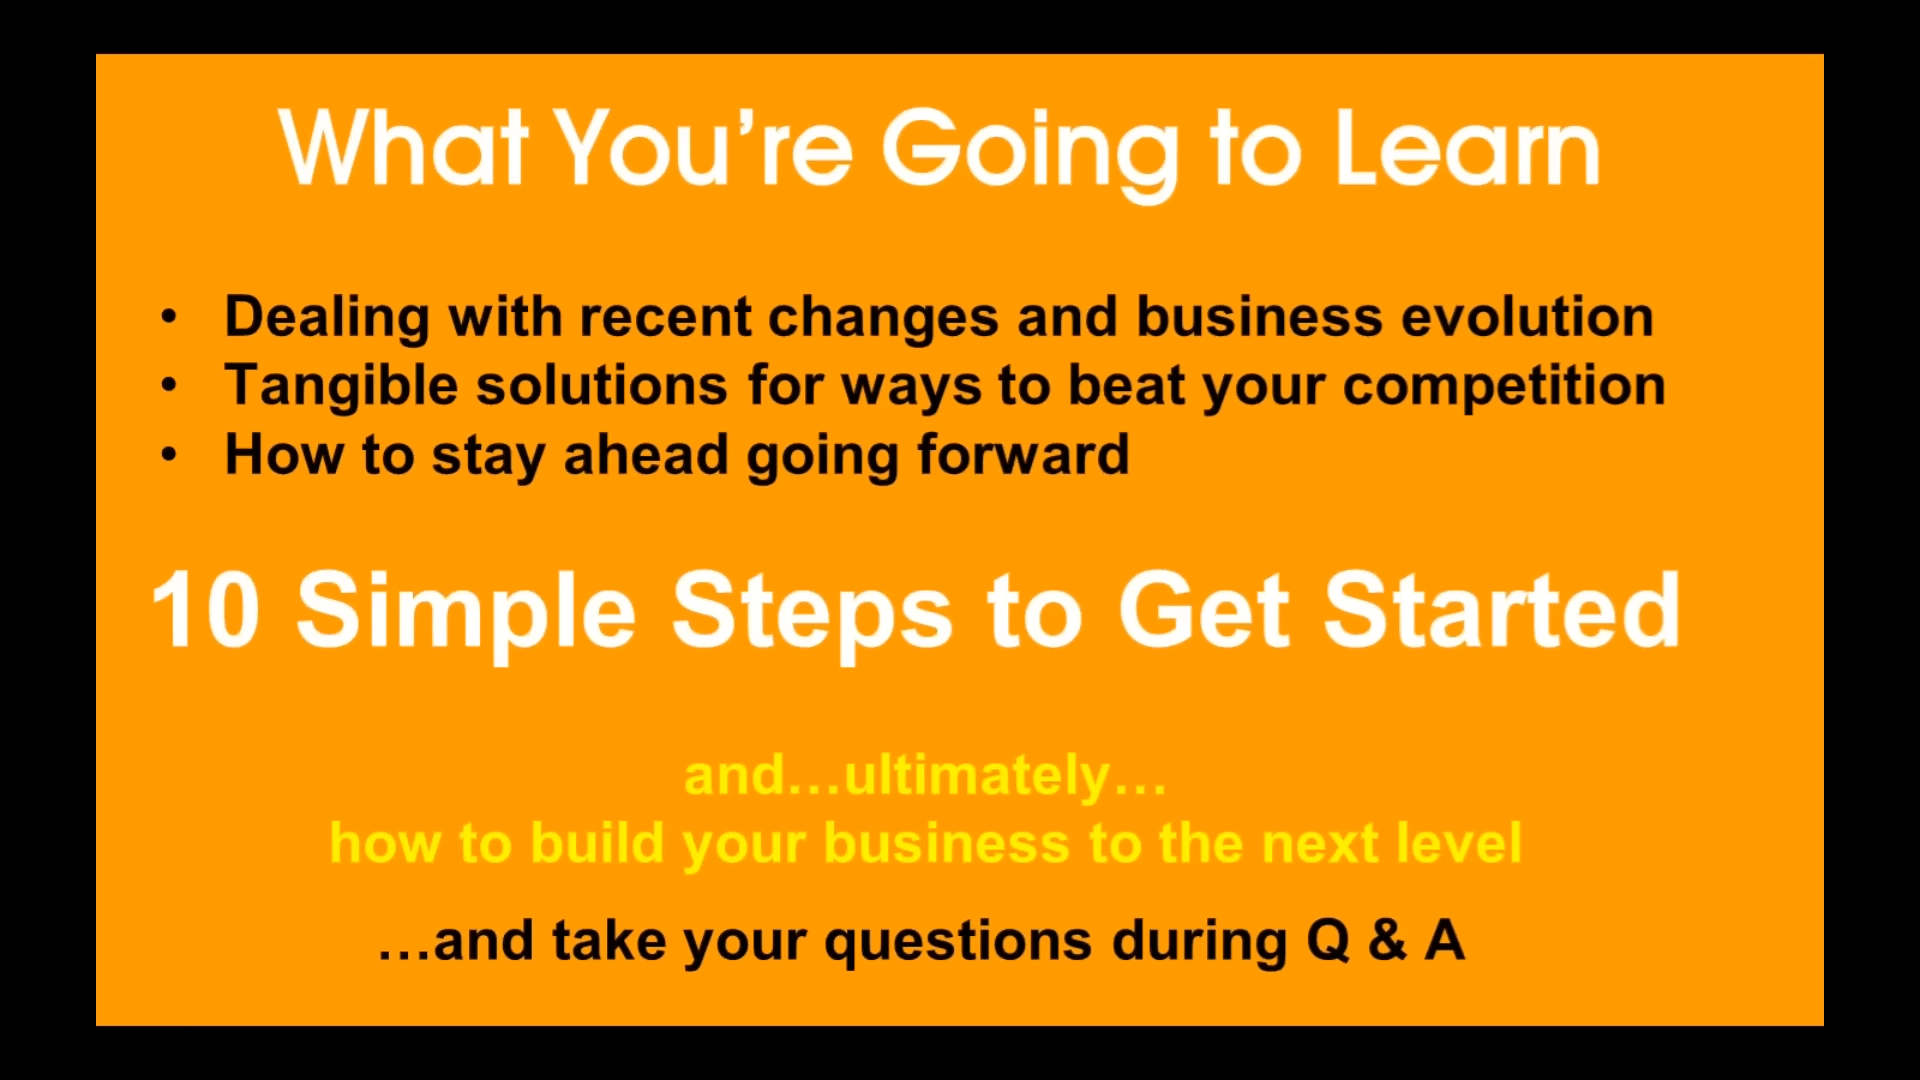 What You’re Going to Learn
• Dealing with recent changes and business evolution
• Tangible solutions for ways to beat your competition
• How to stay ahead going forward
10 Simple Steps to Get Started
and…ultimately…
how to build your business to the next level
…and take your questions during Q & A